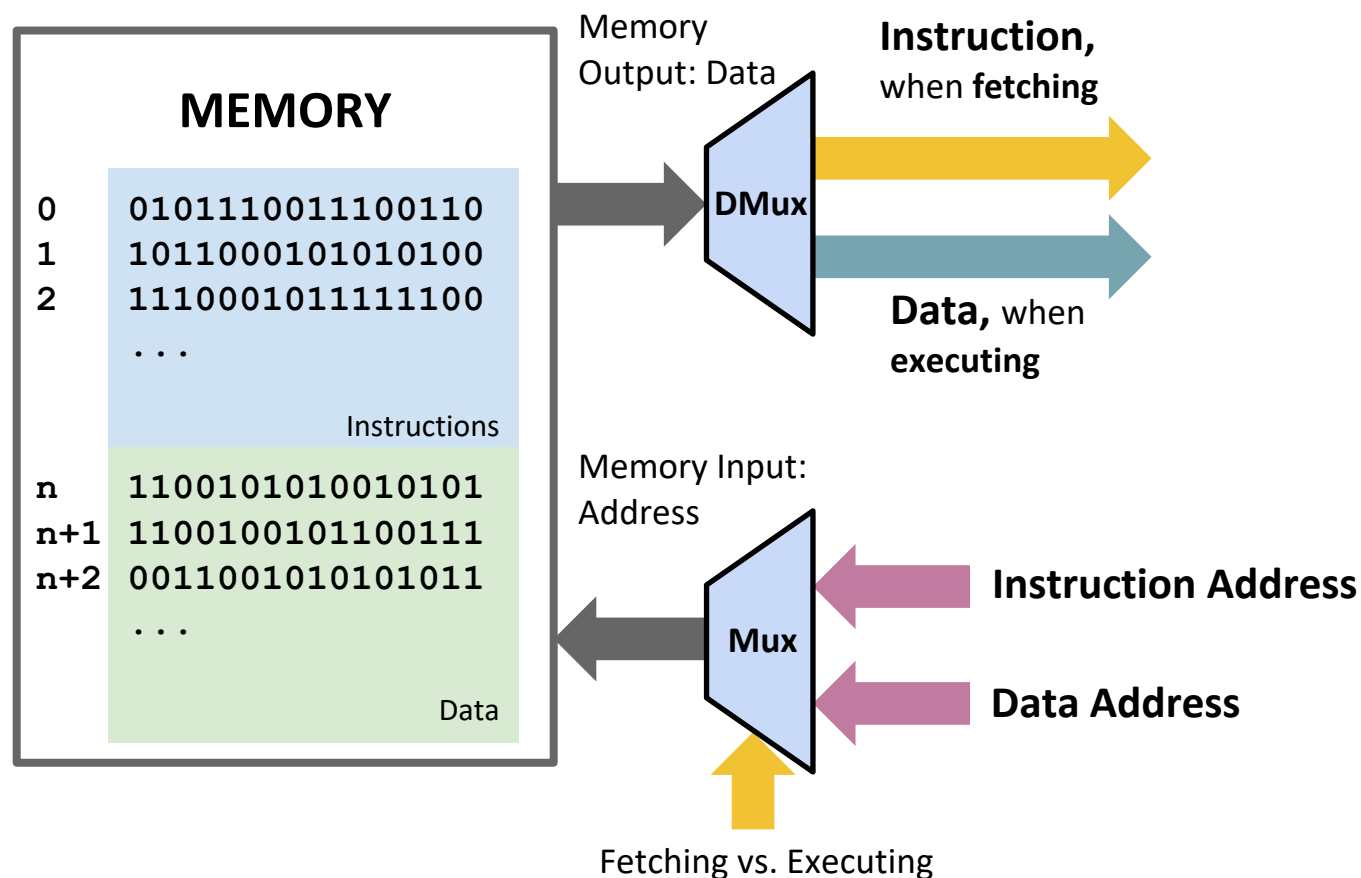 MEMORY
0 0101110011100110
1 1011000101010100
2 1110001011111100
...
Instructions
n 1100101010010101
n+1 1100100101100111
n+2 0011001010101011
...
Data
Memory
Output: Data
DMux
Instruction,
when fetching
Data, when
executing
Memory Input:
Address
Mux
Instruction Address
Data Address
Fetching vs. Executing